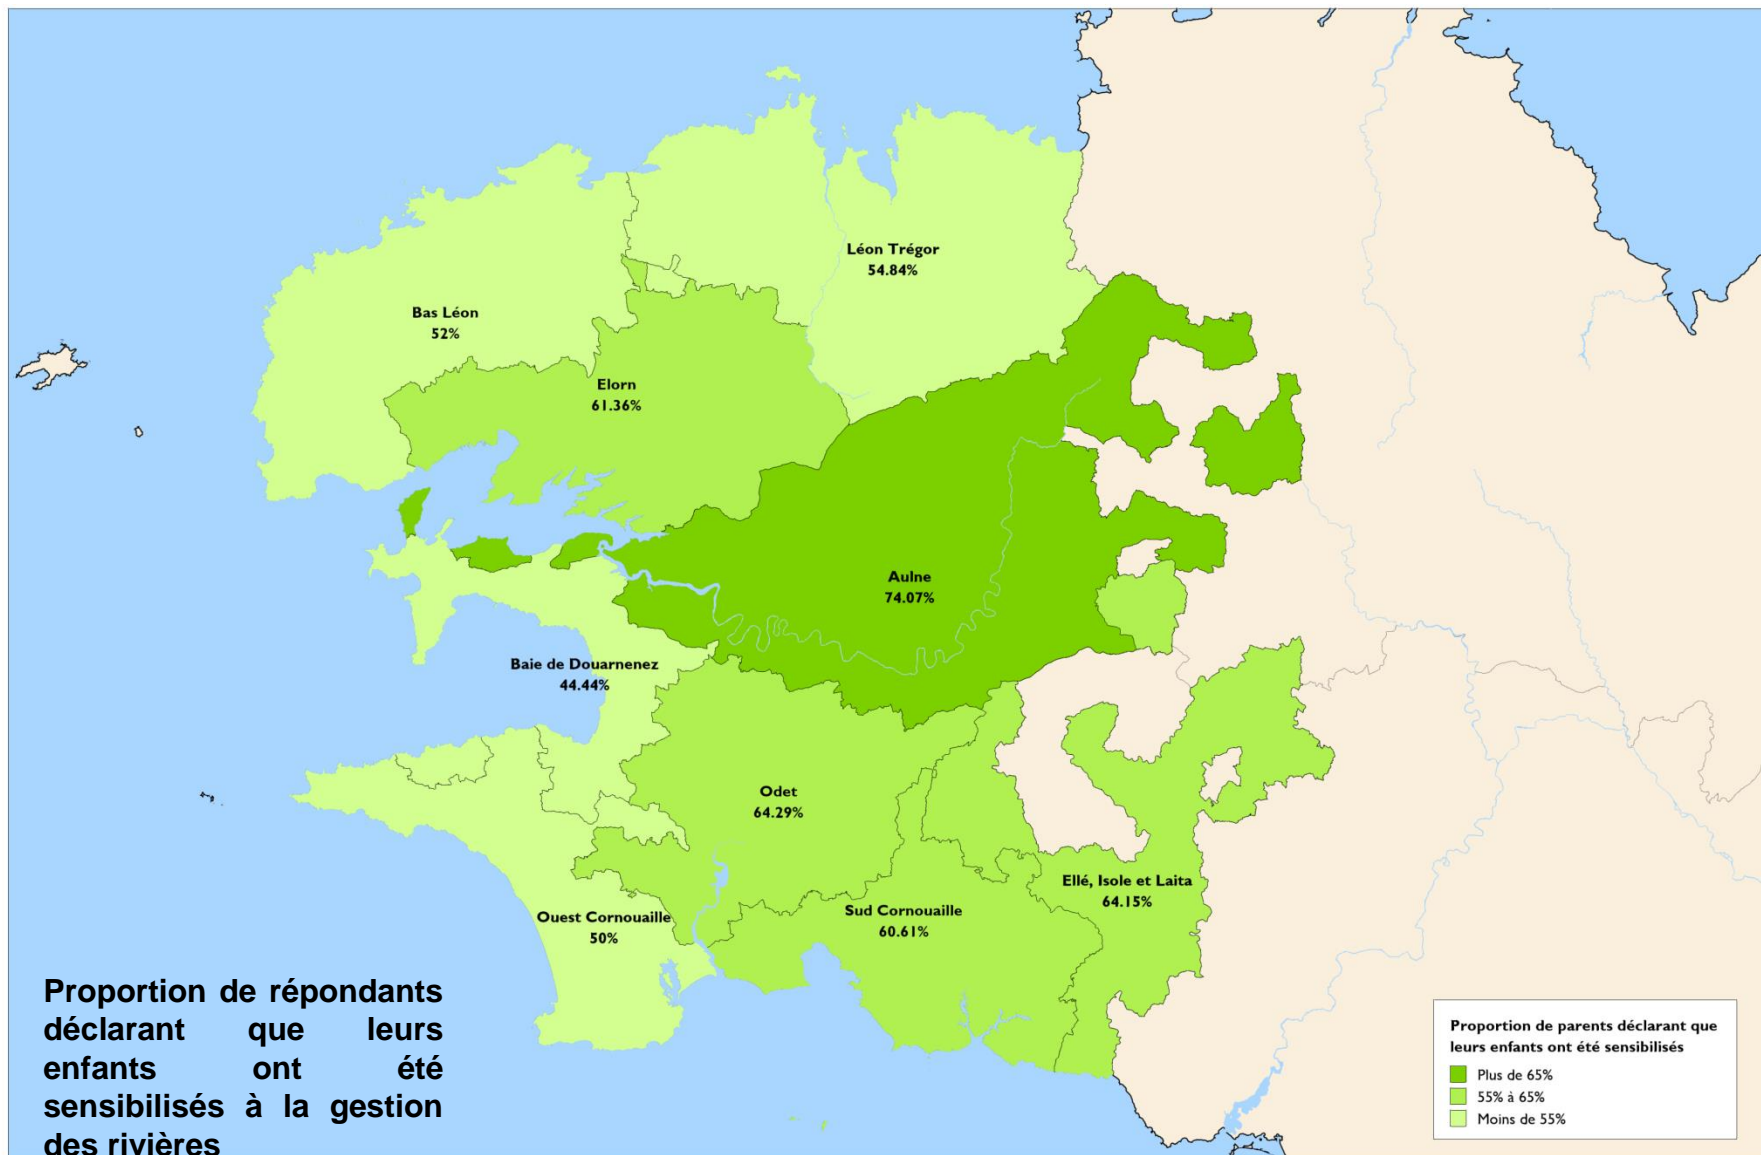 Léon Trégor
54.84%
Bas Léon
52%
Elorn
61.36%
Aulne
74.07%
Baie de Douarnenez
44.44%
Odet
64.29%
Ellé, Isole et Laita
64.15%
Ouest Cornouaille
50%
Sud Cornouaille
60.61%
Proportion de répondants
déclarant que leurs
enfants ont été
sensibilisés à la gestion
des rivières
Proportion de parents déclarant que
leurs enfants ont été sensibilisés
Plus de 65%
55% à 65%
Moins de 55%